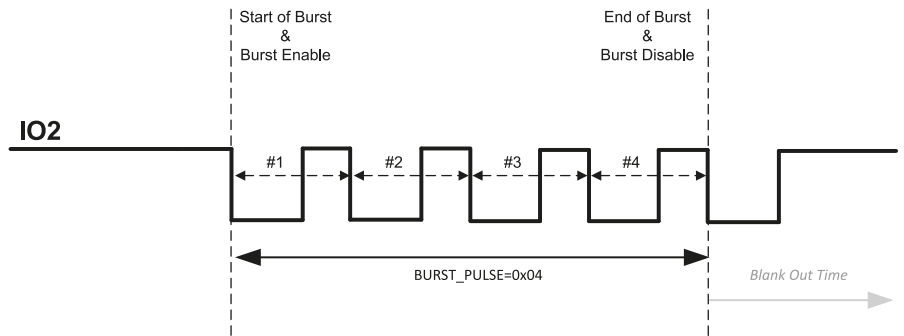 Start of Burst
&
Burst Enable
End of Burst
&
Burst Disable
IO2
#1
#2
#3
#4
BURST_PULSE=0x04
Blank Out Time